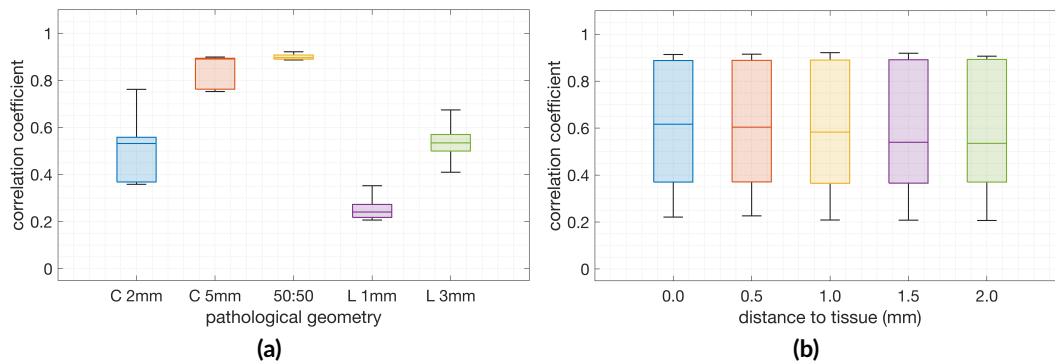 1
0.8
0.6
0.4
0.2
0
correlation coefficient
C 2mm C 5mm 50:50 L 1mm L 3mm
pathological geometry
(a)
1
0.8
0.6
0.4
0.2
0
correlation coefficient
0.0 0.5 1.0 1.5 2.0
distance to tissue (mm)
(b)